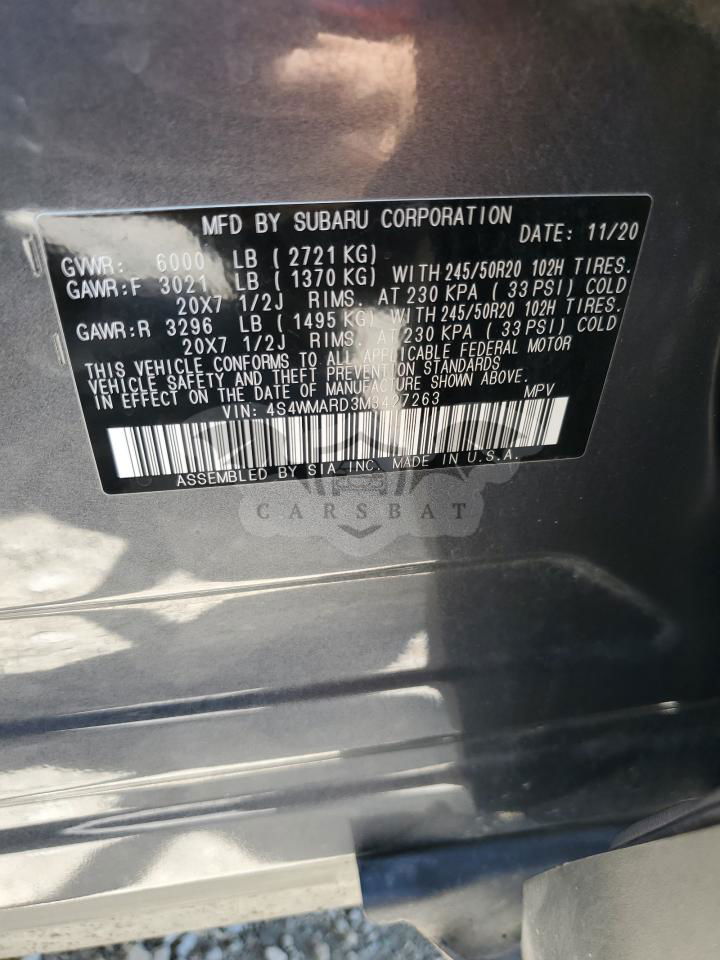 MFD BY SUBARU CORPORATION DATE: 11/20
GVWR: 6000 LB ( 2721 KG)
GAWR:F 3021 LB ( 1370 KG) WITH 245/50R20 102H TIRES.
20X7 1/2J RIMS. AT 230 KPA ( 33 PSI) COLD
GAWR:R 3296 LB ( 1495 KG) WITH 245/50R20 102H TIRES.
20X7 1/2J RIMS. AT 230 KPA ( 33 PSI) COLD
THIS VEHICLE CONFORMS TO ALL APPLICABLE FEDERAL MOTOR
VEHICLE SAFETY AND THEFT PREVENTION STANDARDS
IN EFFECT ON THE DATE OF MANUFACTURE SHOWN ABOVE.
VIN: 4S4WMARD3M3427263 MPV
ASSEMBLED BY SIA, INC. MADE IN U.S.A.
CARSBAT